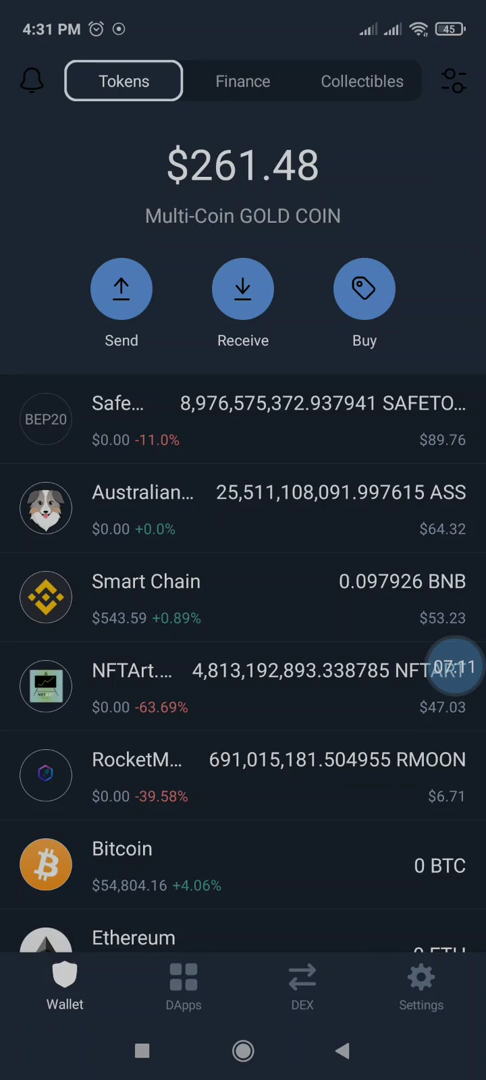 4:31 PM
45
Tokens Finance Collectibles
$261.48
Multi-Coin GOLD COIN
Send Receive Buy
BEP20
Safe... 8,976,575,372.937941 SAFETO...
$0.00 -11.0% $89.76
Australian... 25,511,108,091.997615 ASS
$0.00 +0.0% $64.32
Smart Chain 0.097926 BNB
$543.59 +0.89% $53.23
NFTArt.... 4,813,192,893.338785 NFTART
07:11
$0.00 -63.69% $47.03
RocketM... 691,015,181.504955 RMOON
$0.00 -39.58% $6.71
Bitcoin 0 BTC
$54,804.16 +4.06%
Ethereum 0 ETH
Wallet DApps DEX Settings